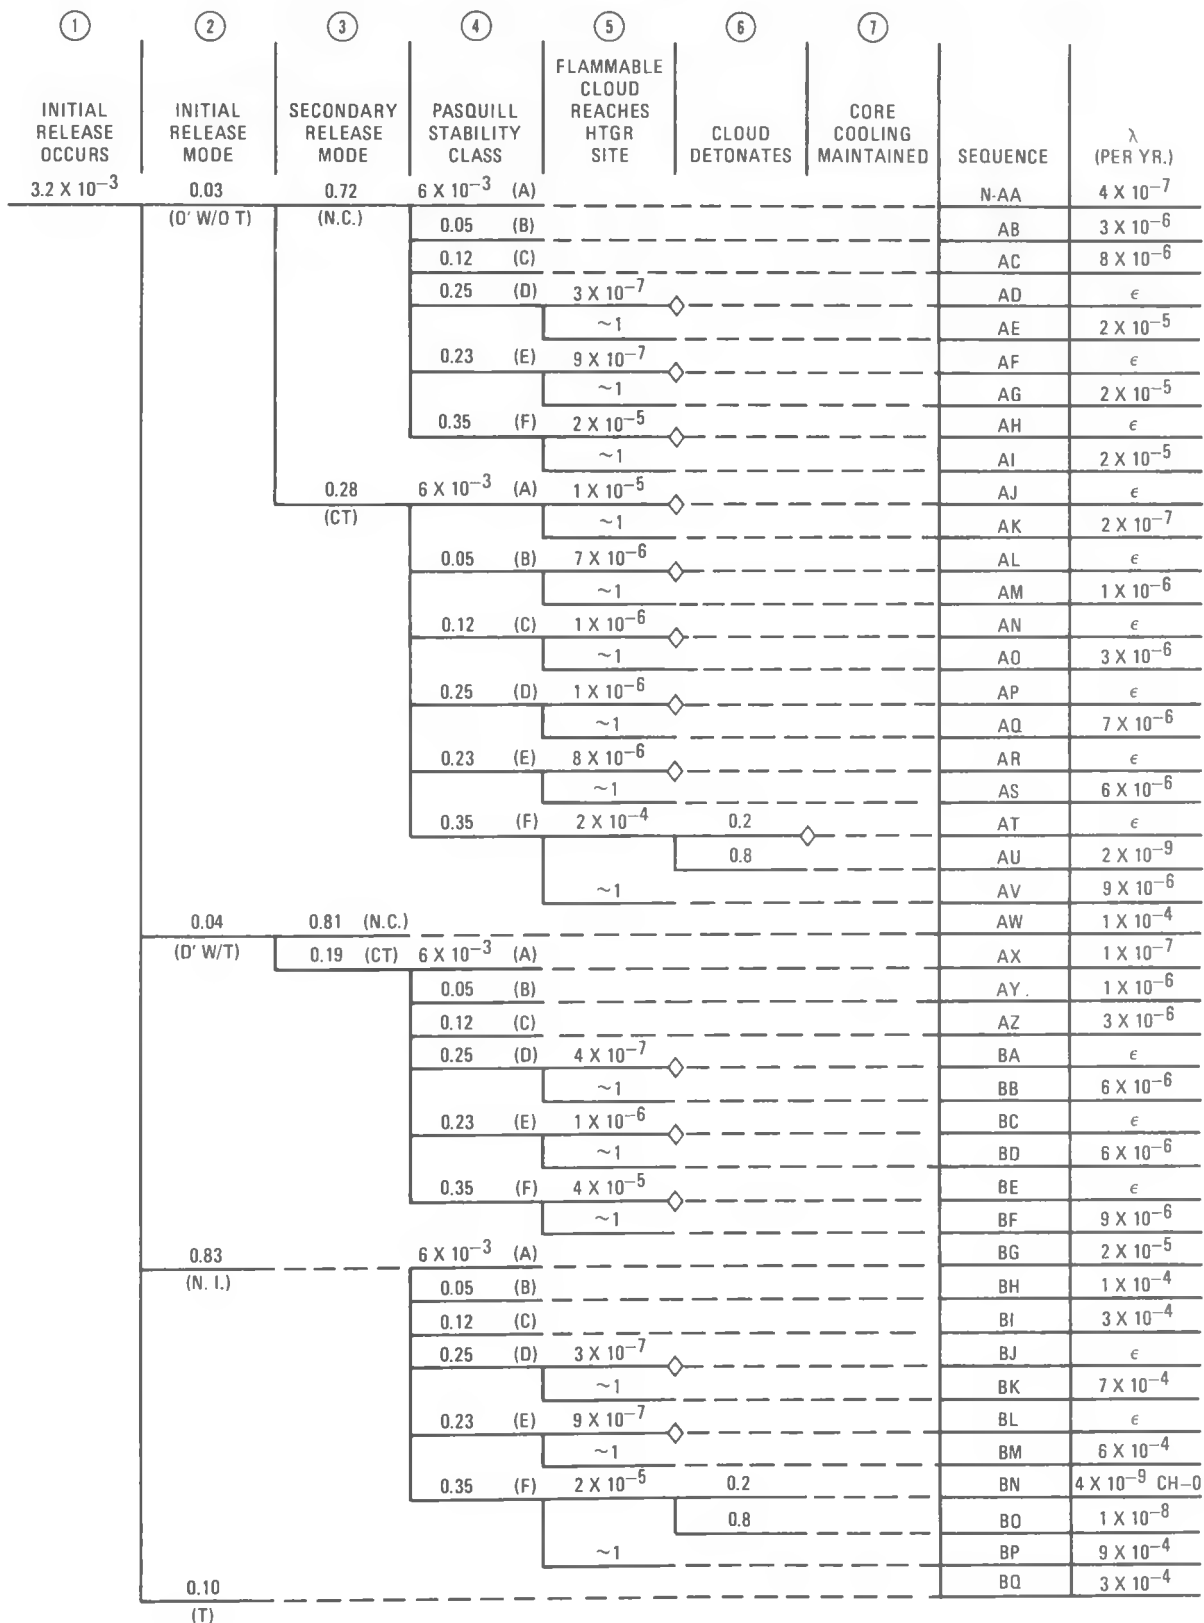 1 2 3 4 5 6 7
INITIAL RELEASE OCCURS
INITIAL RELEASE MODE
SECONDARY RELEASE MODE
PASQUILL STABILITY CLASS
FLAMMABLE CLOUD REACHES HTGR SITE
CLOUD DETONATES
CORE COOLING MAINTAINED
SEQUENCE
λ (PER YR.)
3.2 X 10⁻³ 0.03 0.72 6 X 10⁻³ (A) N-AA 4 X 10⁻⁷
(D' W/O T) (N.C.)
0.05 (B) AB 3 X 10⁻⁶
0.12 (C) AC 8 X 10⁻⁶
0.25 (D) 3 X 10⁻⁷ AD ϵ
~1 AE 2 X 10⁻⁵
0.23 (E) 9 X 10⁻⁷ AF ϵ
~1 AG 2 X 10⁻⁵
0.35 (F) 2 X 10⁻⁵ AH ϵ
~1 AI 2 X 10⁻⁵
0.28 6 X 10⁻³ (A) 1 X 10⁻⁵ AJ ϵ
(CT) ~1 AK 2 X 10⁻⁷
0.05 (B) 7 X 10⁻⁶ AL ϵ
~1 AM 1 X 10⁻⁶
0.12 (C) 1 X 10⁻⁶ AN ϵ
~1 AO 3 X 10⁻⁶
0.25 (D) 1 X 10⁻⁶ AP ϵ
~1 AQ 7 X 10⁻⁶
0.23 (E) 8 X 10⁻⁶ AR ϵ
~1 AS 6 X 10⁻⁶
0.35 (F) 2 X 10⁻⁴ 0.2 AT ϵ
0.8 AU 2 X 10⁻⁹
~1 AV 9 X 10⁻⁶
0.04 0.81 (N.C.) AW 1 X 10⁻⁴
(D' W/T) 0.19 (CT) 6 X 10⁻³ (A) AX 1 X 10⁻⁷
0.05 (B) AY. 1 X 10⁻⁶
0.12 (C) AZ 3 X 10⁻⁶
0.25 (D) 4 X 10⁻⁷ BA ϵ
~1 BB 6 X 10⁻⁶
0.23 (E) 1 X 10⁻⁶ BC ϵ
~1 BD 6 X 10⁻⁶
0.35 (F) 4 X 10⁻⁵ BE ϵ
~1 BF 9 X 10⁻⁶
0.83 6 X 10⁻³ (A) BG 2 X 10⁻⁵
(N. I.) 0.05 (B) BH 1 X 10⁻⁴
0.12 (C) BI 3 X 10⁻⁴
0.25 (D) 3 X 10⁻⁷ BJ ϵ
~1 BK 7 X 10⁻⁴
0.23 (E) 9 X 10⁻⁷ BL ϵ
~1 BM 6 X 10⁻⁴
0.35 (F) 2 X 10⁻⁵ 0.2 BN 4 X 10⁻⁹ CH-0
0.8 BO 1 X 10⁻⁸
~1 BP 9 X 10⁻⁴
0.10 BQ 3 X 10⁻⁴
(T)